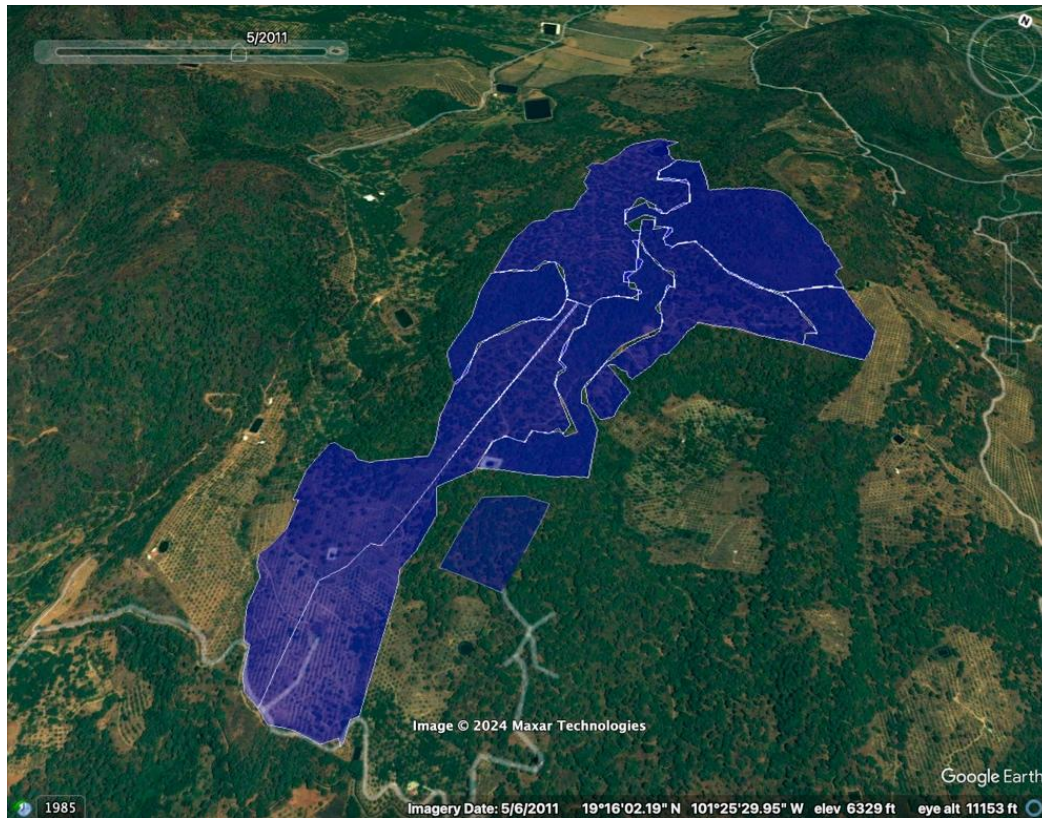 5/2011
N
Image © 2024 Maxar Technologies
Google Earth
1985
Imagery Date: 5/6/2011 19°16'02.19" N 101°25'29.95" W elev 6329 ft eye alt 11153 ft